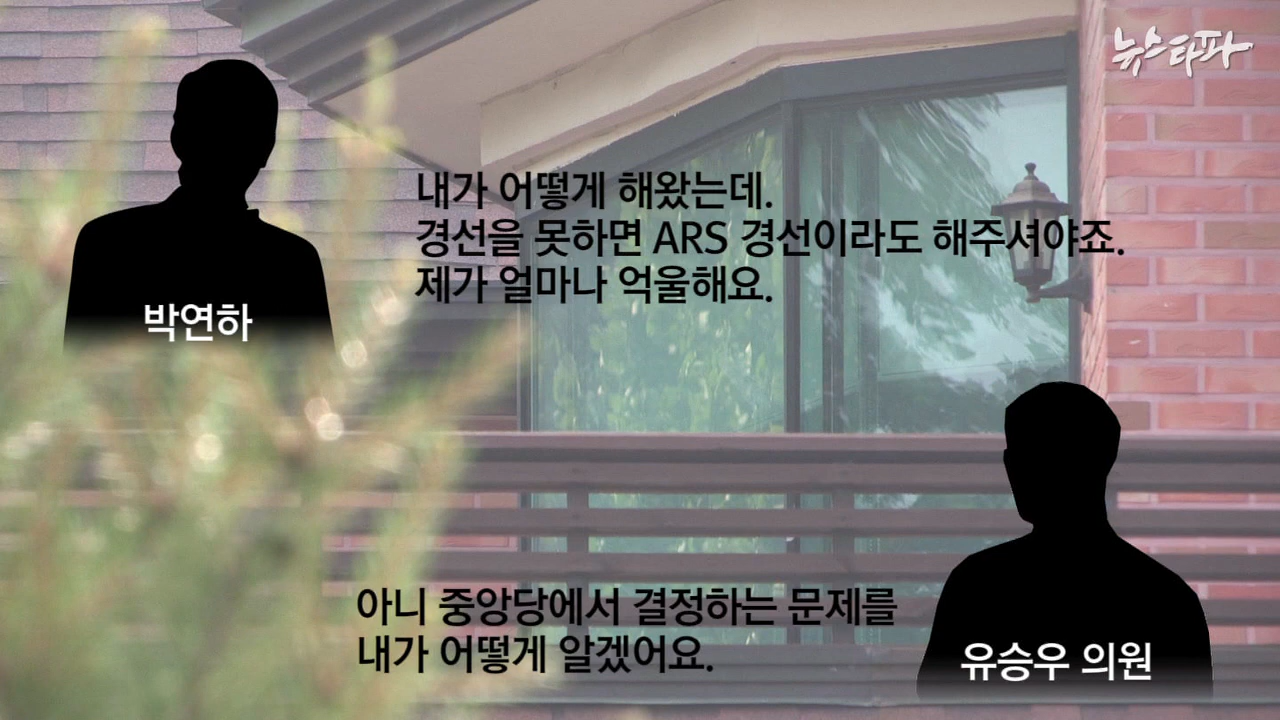 뉴스타파
내가 어떻게 해왔는데.
경선을 못하면 ARS 경선이라도 해주셔야죠.
제가 얼마나 억울해요.
박연하
아니 중앙당에서 결정하는 문제를
내가 어떻게 알겠어요.
유승우 의원